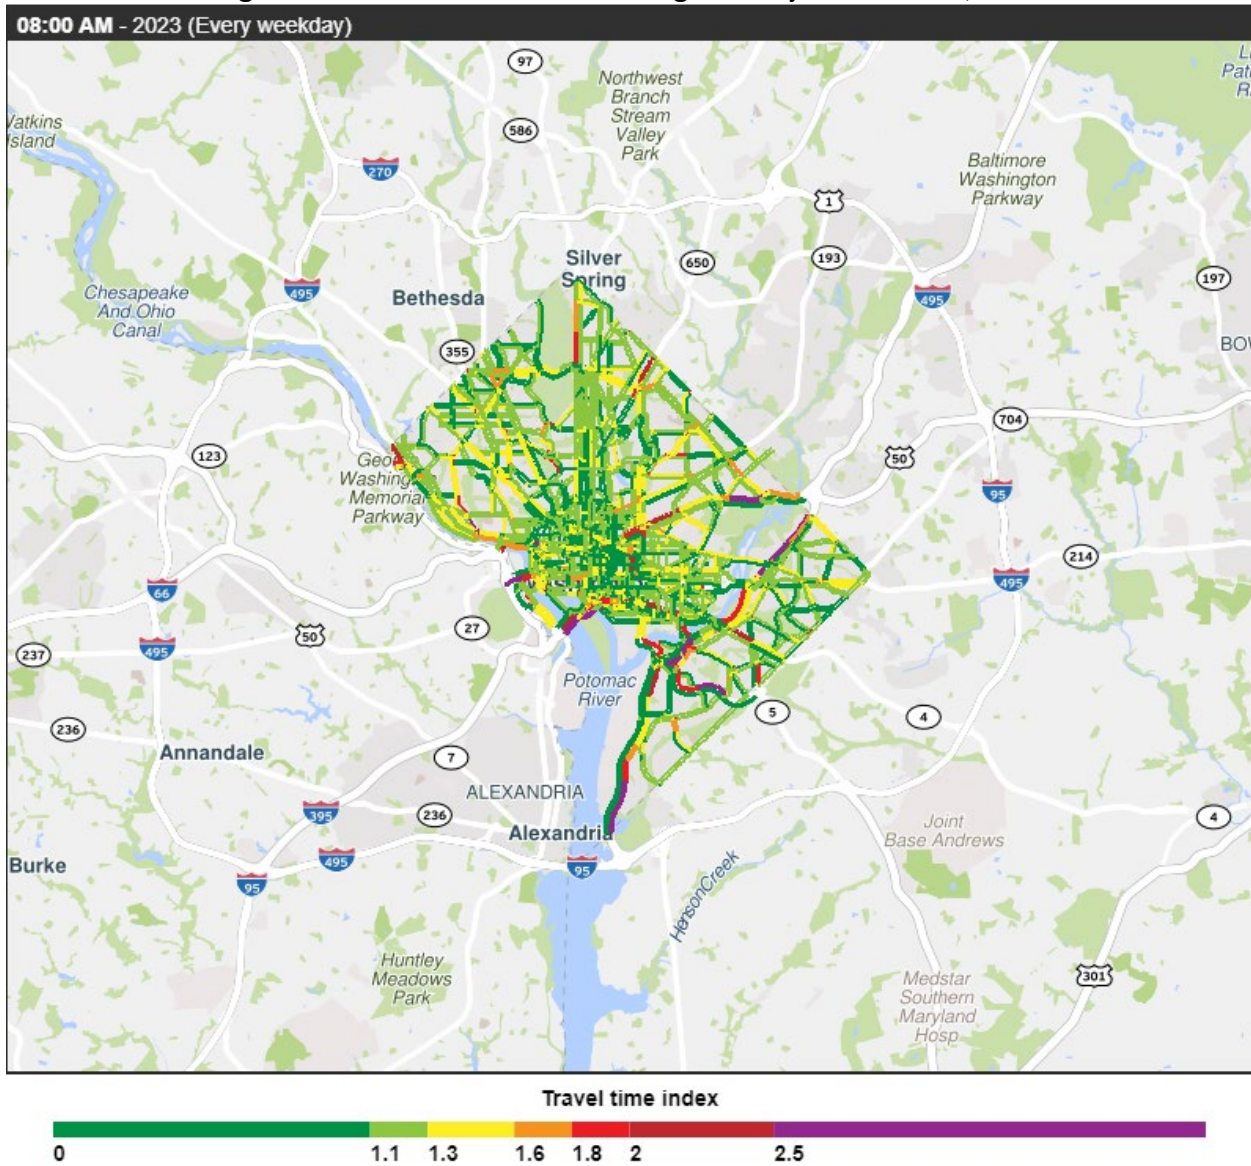 08:00 AM - 2023 (Every weekday)
97
Northwest
Branch
Stream
Valley
Park
586
270
Baltimore
Washington
Parkway
1
Silver
Spring
650
193
197
495
Bethesda
495
Chesapeake
And Ohio
Canal
355
704
123
50
95
Memorial
Parkway
214
66
495
27
50
237
495
Potomac
River
236
5
4
Annandale
7
ALEXANDRIA
395
236
Alexandria
Joint
Base Andrews
4
Burke
495
95
95
HensonCreek
Huntley
Meadows
Park
301
Medstar
Southern
Maryland
Hosp
Travel time index
0 1.1 1.3 1.6 1.8 2 2.5